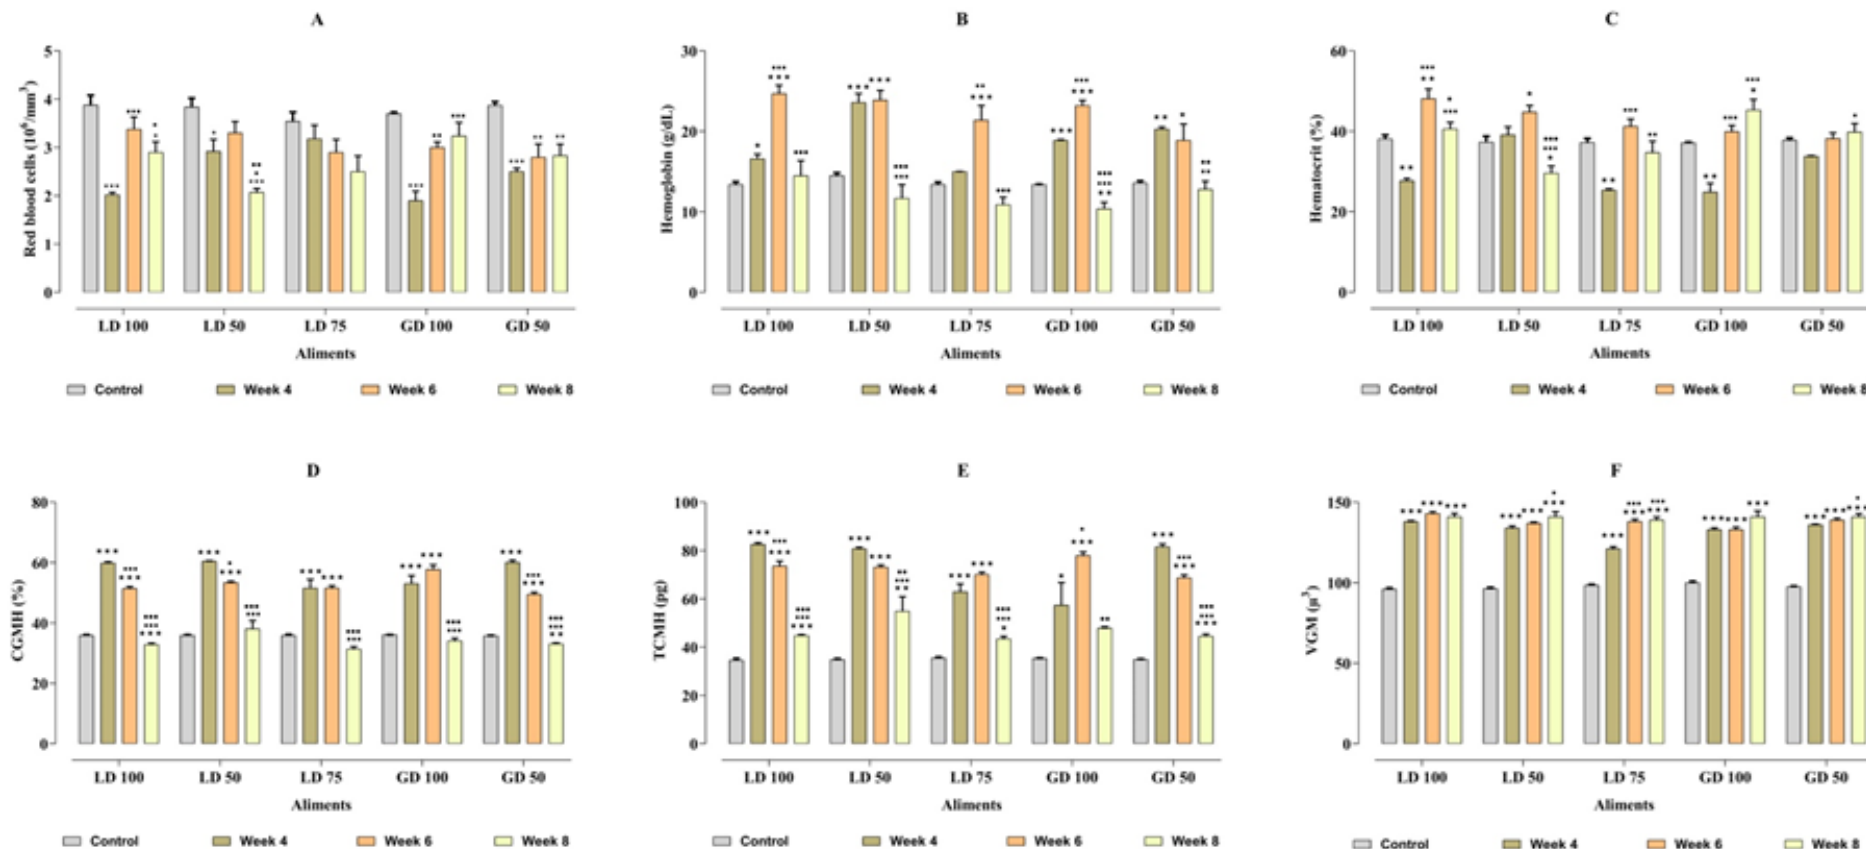 A
Red blood cells (10⁶/mm³)
5
4
3
2
1
0
LD 100 LD 50 LD 75 GD 100 GD 50
Aliments
Control Week 4 Week 6 Week 8
B
Hemoglobin (g/dL)
30
20
10
0
LD 100 LD 50 LD 75 GD 100 GD 50
Aliments
Control Week 4 Week 6 Week 8
C
Hematocrit (%)
60
40
20
0
LD 100 LD 50 LD 75 GD 100 GD 50
Aliments
Control Week 4 Week 6 Week 8
D
CGMH (%)
80
60
40
20
0
LD 100 LD 50 LD 75 GD 100 GD 50
Aliments
Control Week 4 Week 6 Week 8
E
TCMH (pg)
100
80
60
40
20
0
LD 100 LD 50 LD 75 GD 100 GD 50
Aliments
Control Week 4 Week 6 Week 8
F
VGM (µ³)
150
100
50
0
LD 100 LD 50 LD 75 GD 100 GD 50
Aliments
Control Week 4 Week 6 Week 8